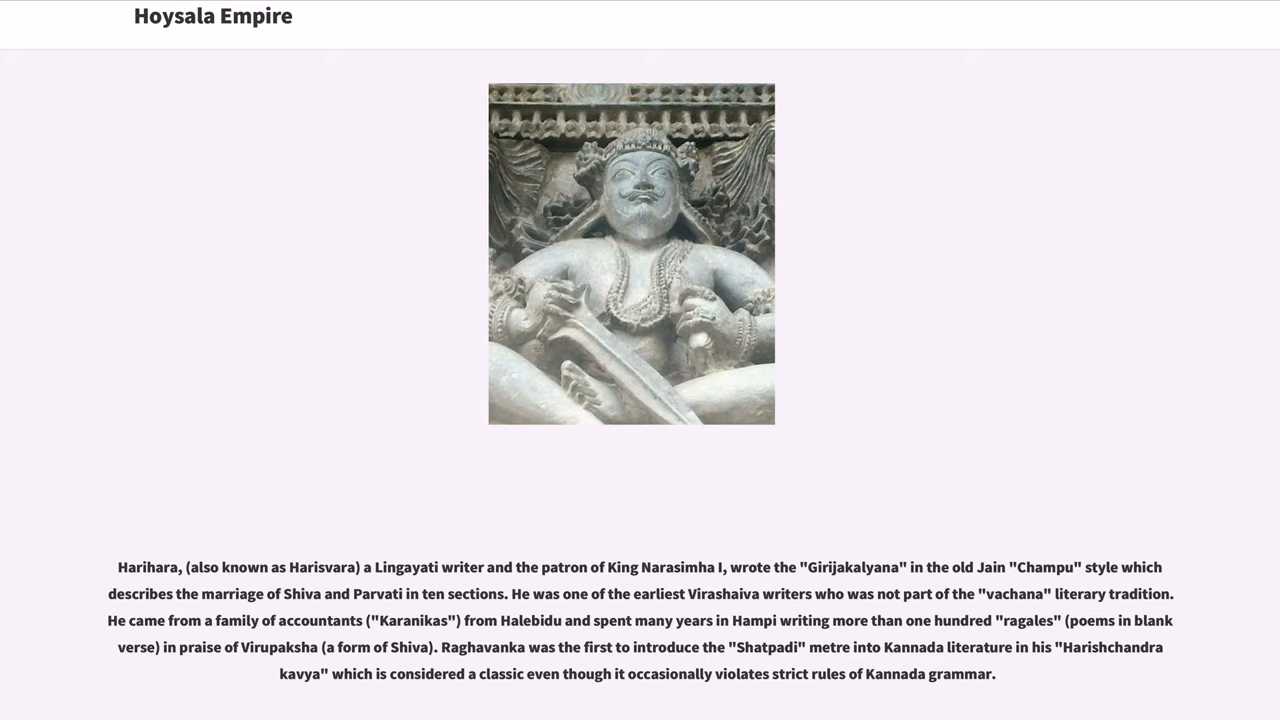 Hoysala Empire
Harihara, (also known as Harisvara) a Lingayati writer and the patron of King Narasimha I, wrote the "Girijakalyana" in the old Jain "Champu" style which
describes the marriage of Shiva and Parvati in ten sections. He was one of the earliest Virashaiva writers who was not part of the "vachana" literary tradition.
He came from a family of accountants ("Karanikas") from Halebidu and spent many years in Hampi writing more than one hundred "ragales" (poems in blank
verse) in praise of Virupaksha (a form of Shiva). Raghavanka was the first to introduce the "Shatpadi" metre into Kannada literature in his "Harishchandra
kavya" which is considered a classic even though it occasionally violates strict rules of Kannada grammar.